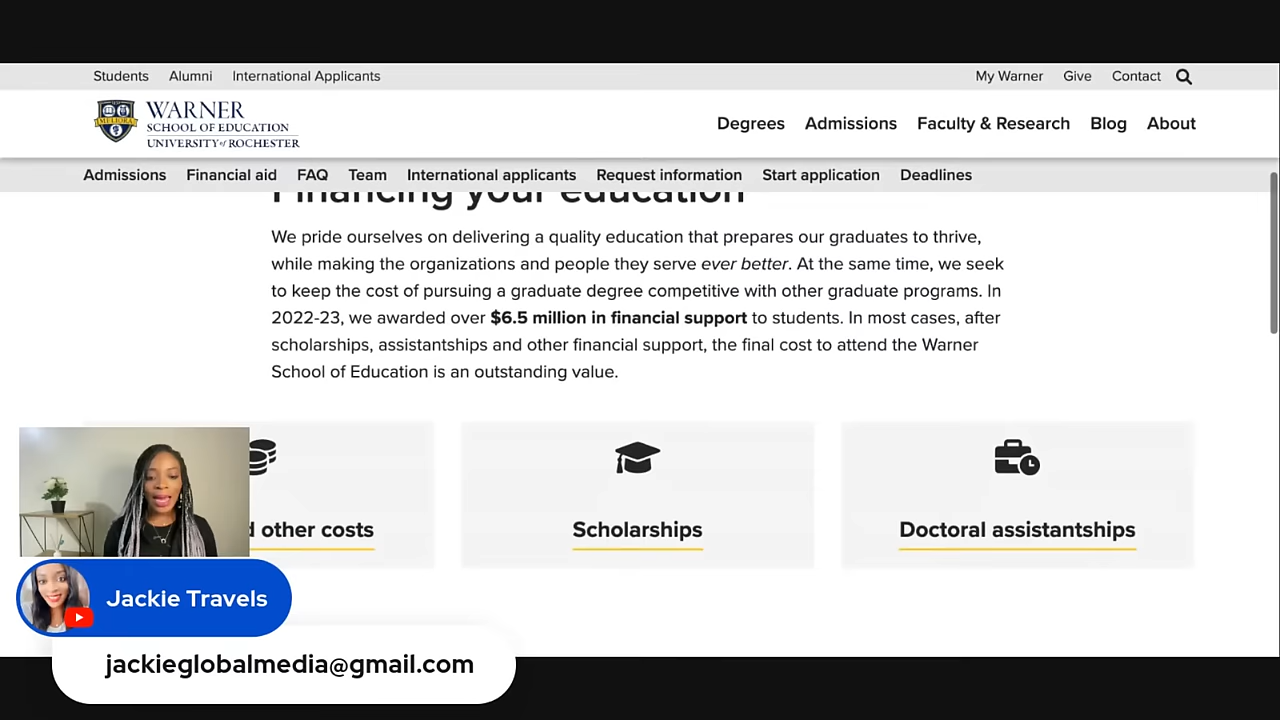 Students Alumni International Applicants My Warner Give Contact
WARNER
SCHOOL OF EDUCATION
UNIVERSITY of ROCHESTER
MELIORA
Degrees Admissions Faculty & Research Blog About
Admissions Financial aid FAQ Team International applicants Request information Start application Deadlines
Financing your education
We pride ourselves on delivering a quality education that prepares our graduates to thrive,
while making the organizations and people they serve ever better. At the same time, we seek
to keep the cost of pursuing a graduate degree competitive with other graduate programs. In
2022-23, we awarded over $6.5 million in financial support to students. In most cases, after
scholarships, assistantships and other financial support, the final cost to attend the Warner
School of Education is an outstanding value.
other costs Scholarships Doctoral assistantships
Jackie Travels
jackieglobalmedia@gmail.com